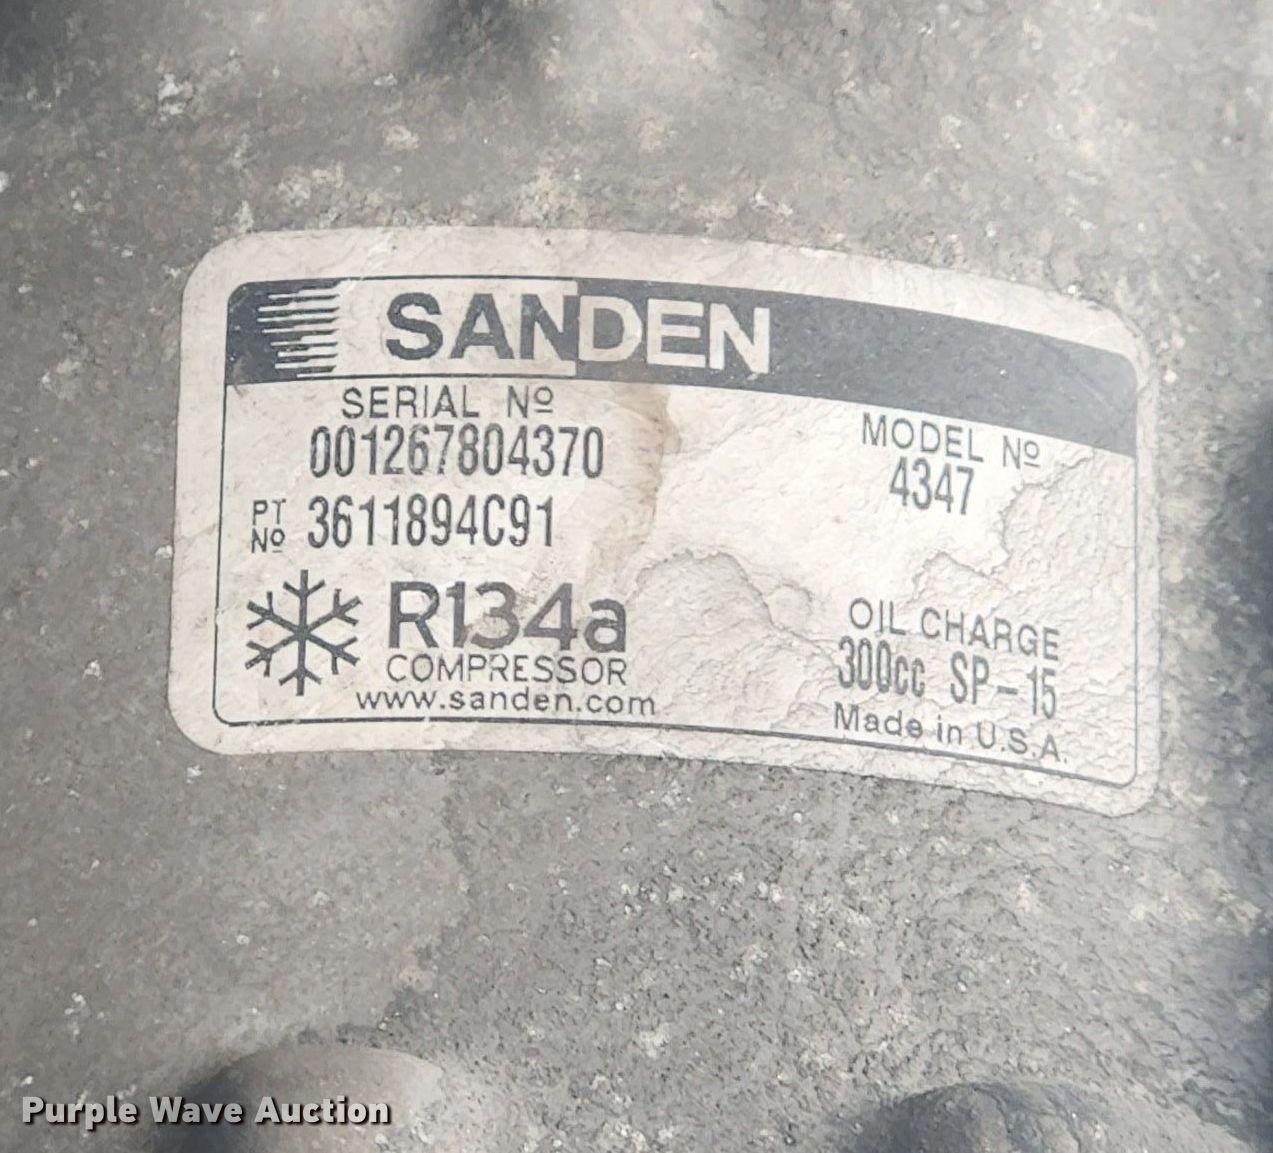 SANDEN
SERIAL Nº
001267804370
MODEL Nº
4347
PT Nº 3611894C91
R134a
COMPRESSOR
www.sanden.com
OIL CHARGE
300cc SP-15
Made in U.S.A.
Purple Wave Auction